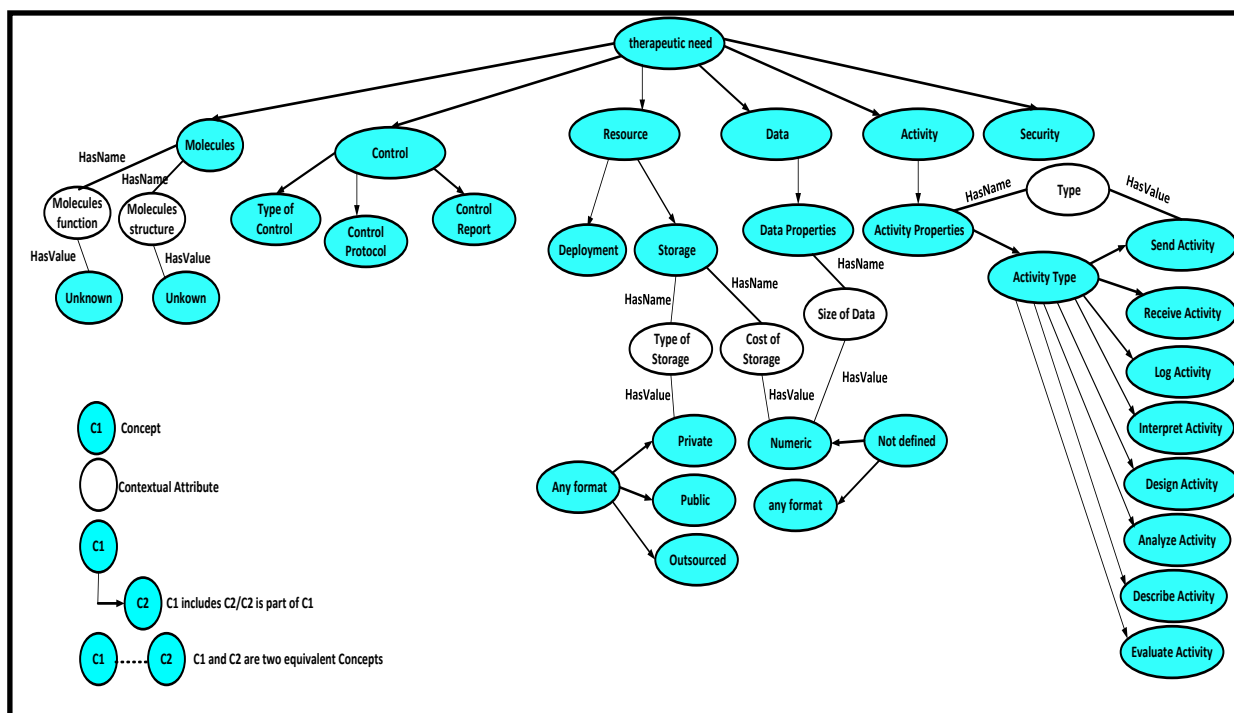 therapeutic need
Molecules
Control
Resource
Data
Activity
Security
HasName
HasName
Molecules
function
Molecules
structure
HasValue
HasValue
Unknown
Unkown
Type of
Control
Control
Protocol
Control
Report
Deployment
Storage
HasName
HasName
Type of
Storage
Cost of
Storage
HasValue
HasValue
Data Properties
HasName
Size of Data
HasValue
Numeric
Not defined
any format
Private
Any format
Public
Outsourced
Activity Properties
HasName
Type
HasValue
Activity Type
Send Activity
Receive Activity
Log Activity
Interpret Activity
Design Activity
Analyze Activity
Describe Activity
Evaluate Activity
C1
Concept
Contextual Attribute
C1
C2
C1 includes C2/C2 is part of C1
C1
C2
C1 and C2 are two equivalent Concepts